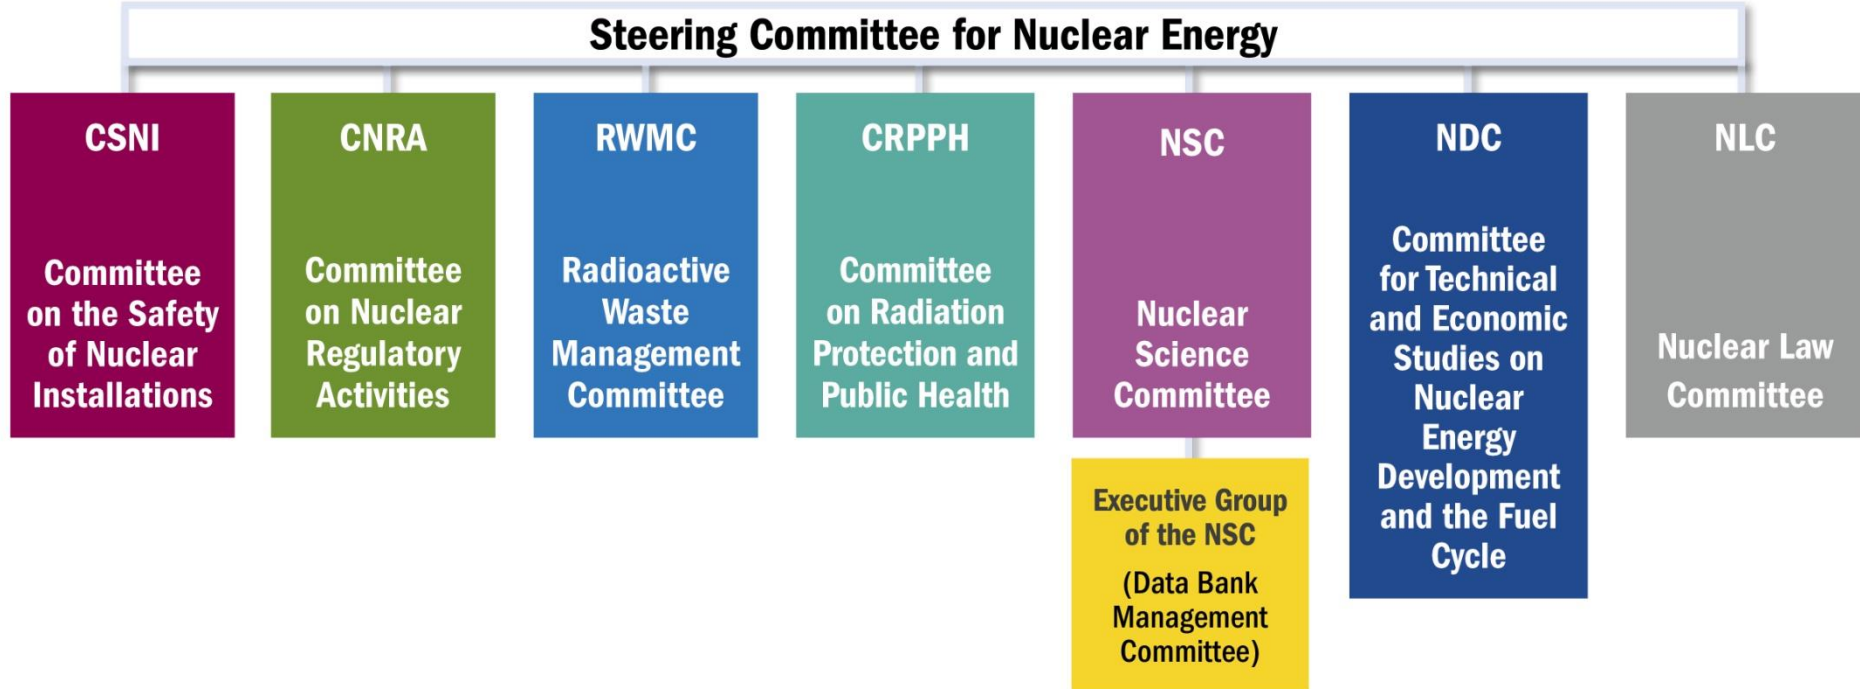 Steering Committee for Nuclear Energy
CSNI
Committee
on the Safety
of Nuclear
Installations
CNRA
Committee
on Nuclear
Regulatory
Activities
RWMC
Radioactive
Waste
Management
Committee
CRPPH
Committee
on Radiation
Protection and
Public Health
NSC
Nuclear
Science
Committee
Executive Group
of the NSC
(Data Bank
Management
Committee)
NDC
Committee
for Technical
and Economic
Studies on
Nuclear
Energy
Development
and the Fuel
Cycle
NLC
Nuclear Law
Committee